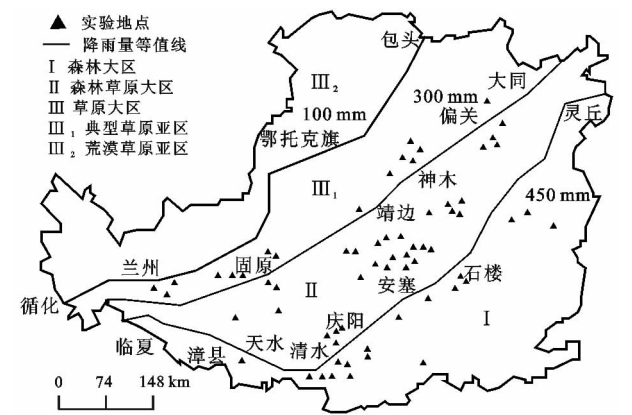 ▲ 实验地点
— 降雨量等值线
Ⅰ 森林大区
Ⅱ 森林草原大区
Ⅲ 草原大区
Ⅲ₁ 典型草原亚区
Ⅲ₂ 荒漠草原亚区
包头
Ⅲ₂
大同
100 mm
300 mm
偏关
灵丘
鄂托克旗
神木
Ⅲ₁
450 mm
靖边
兰州
固原
石楼
安塞
Ⅱ
循化
庆阳
Ⅰ
临夏
漳县
天水
清水
0 74 148 km